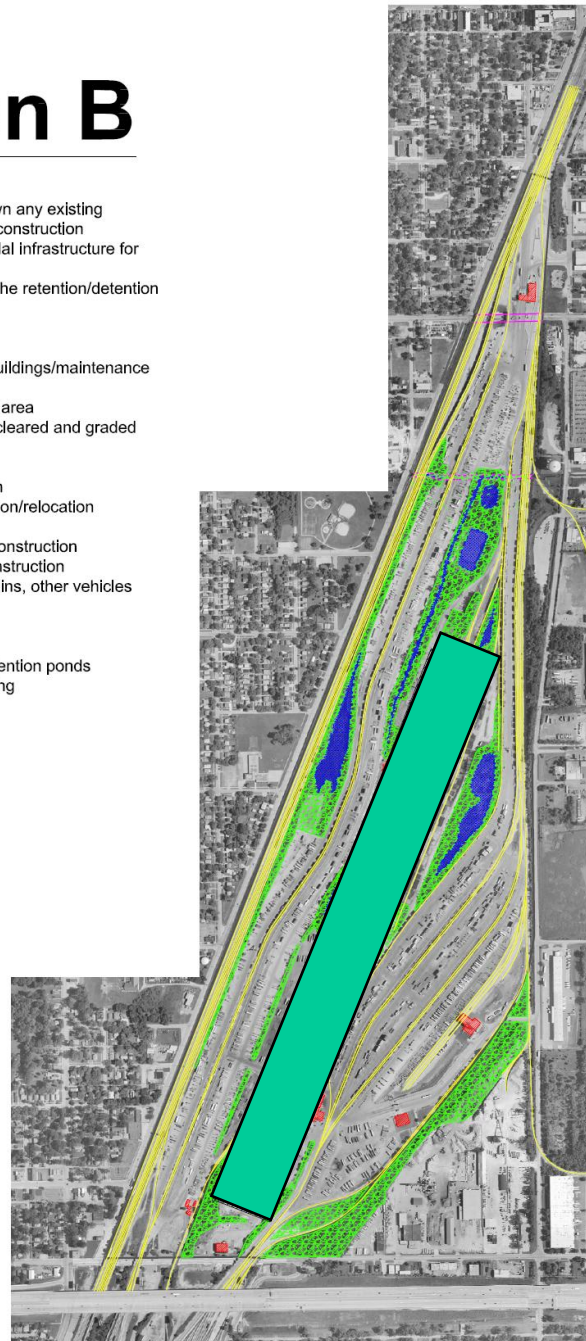 n B
wn any existing
construction
dal infrastructure for
he retention/detention
uildings/maintenance
area
cleared and graded
n
on/relocation
onstruction
nstruction
ins, other vehicles
ention ponds
ng